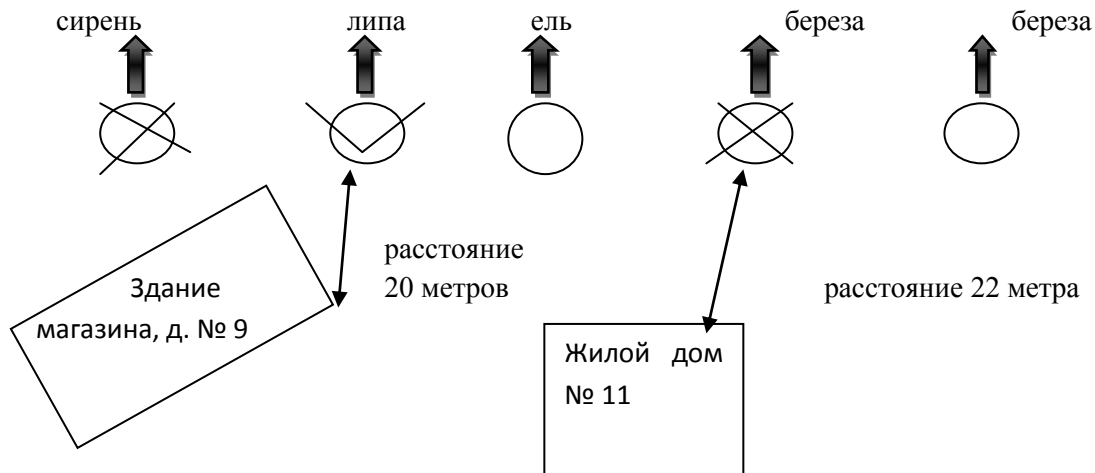 сирень липа ель береза береза
расстояние
20 метров
Здание
магазина, д. № 9
расстояние 22 метра
Жилой дом
№ 11